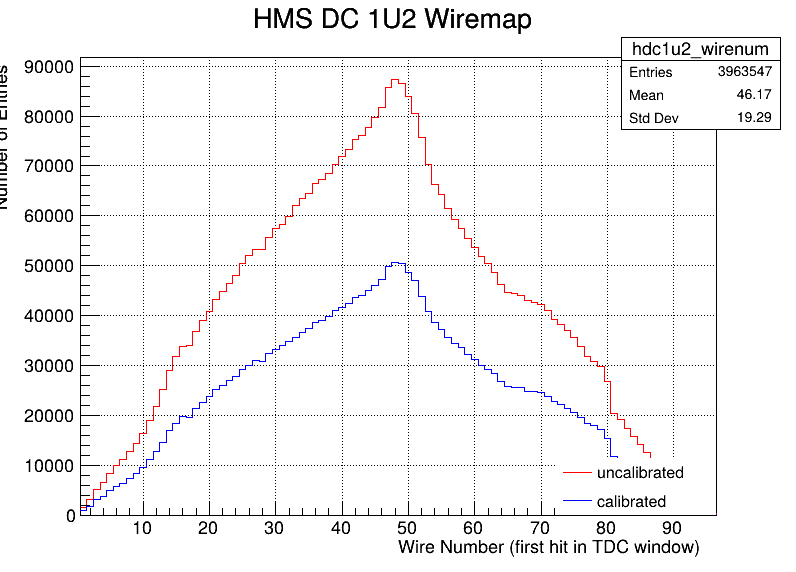 HMS DC 1U2 Wiremap
hdc1u2_wirenum
Entries 3963547
Mean 46.17
Std Dev 19.29
Number of Entries
90000
80000
70000
60000
50000
40000
30000
20000
10000
0
uncalibrated
calibrated
10 20 30 40 50 60 70 80 90
Wire Number (first hit in TDC window)